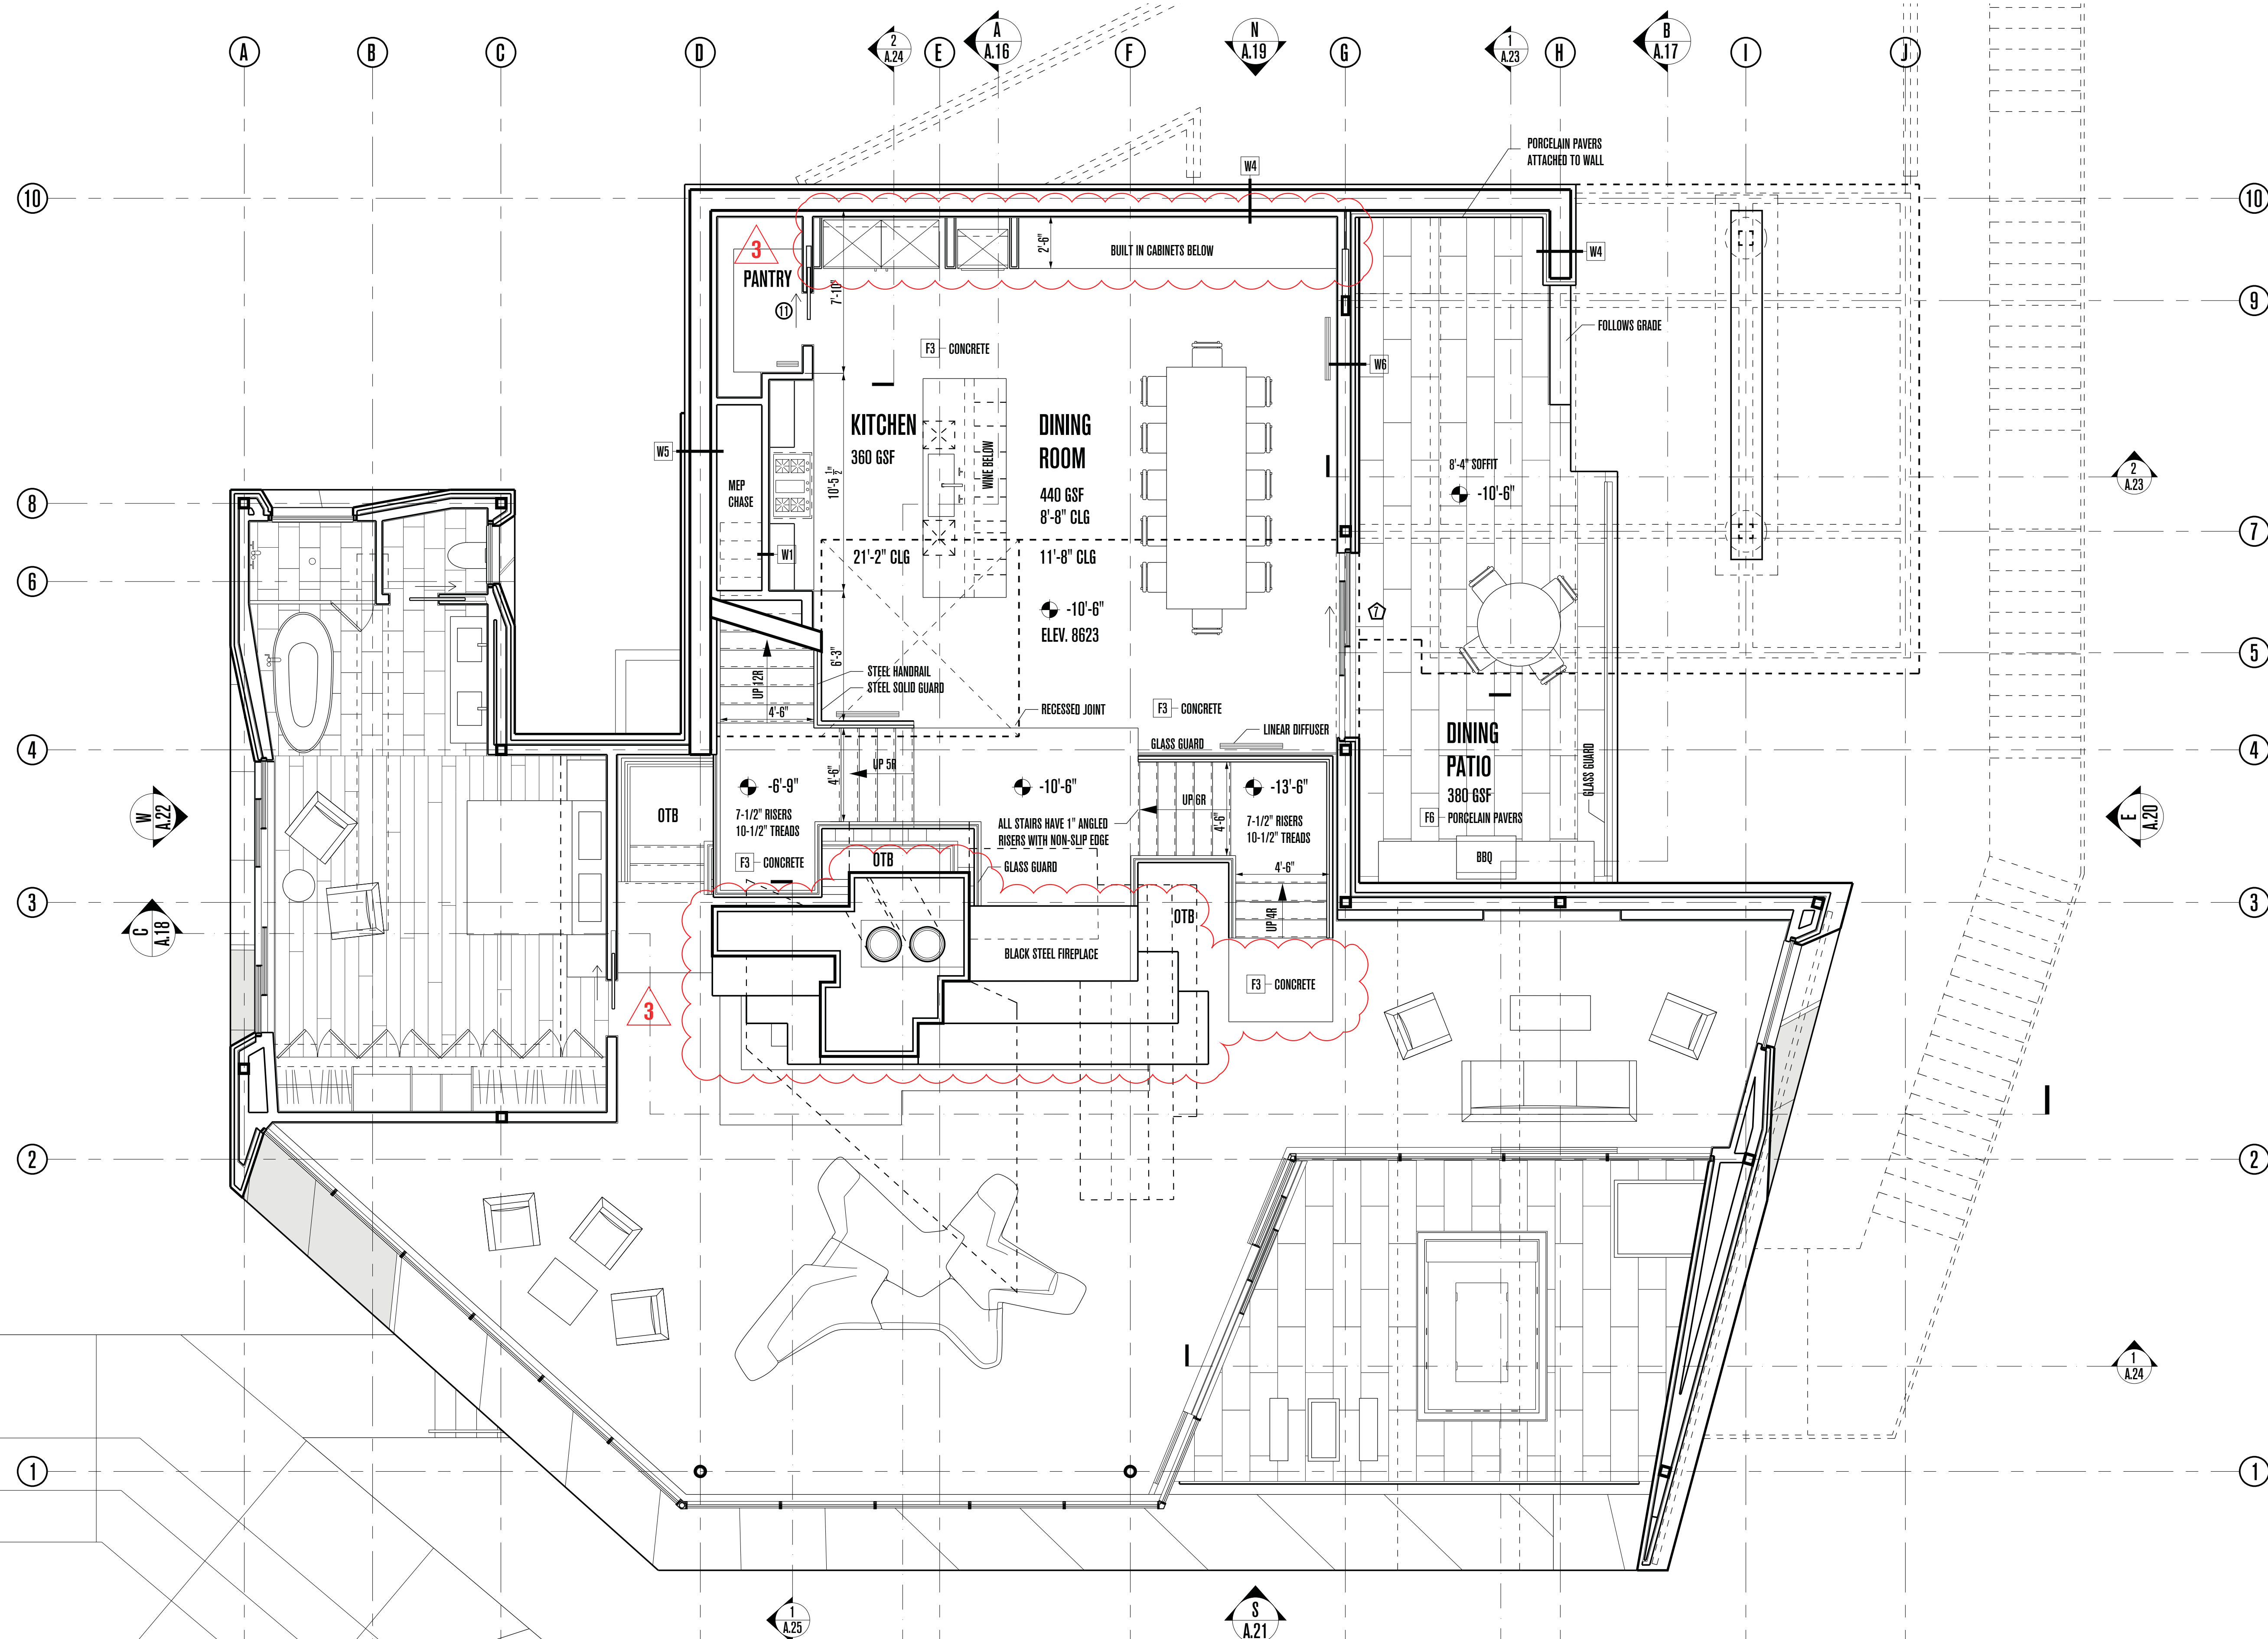 A
B
C
D
2
A.24
E
A
A.16
F
N
A.19
G
1
A.23
H
B
A.17
I
J
10
10
9
8
7
6
5
4
4
3
3
2
2
1
1
PORCELAIN PAVERS
ATTACHED TO WALL
W4
W4
3
PANTRY
11
7'-10"
2'-6"
BUILT IN CABINETS BELOW
FOLLOWS GRADE
F3 CONCRETE
W6
W5
KITCHEN
360 GSF
10'-5 1/2"
WINE BELOW
DINING
ROOM
440 GSF
8'-8" CLG
MEP
CHASE
W1
21'-2" CLG
11'-8" CLG
8'-4" SOFFIT
-10'-6"
2
A.23
-10'-6"
ELEV. 8623
7
6'-3"
UP 12R
4'-6"
STEEL HANDRAIL
STEEL SOLID GUARD
RECESSED JOINT
F3 CONCRETE
LINEAR DIFFUSER
GLASS GUARD
DINING
PATIO
380 GSF
F6 PORCELAIN PAVERS
GLASS GUARD
BBQ
W
A.22
E
A.20
OTB
-6'-9"
7-1/2" RISERS
10-1/2" TREADS
F3 CONCRETE
4'-6"
UP 5R
-10'-6"
ALL STAIRS HAVE 1" ANGLED
RISERS WITH NON-SLIP EDGE
UP 6R
4'-6"
-13'-6"
7-1/2" RISERS
10-1/2" TREADS
4'-6"
OTB
GLASS GUARD
OTB
UP 4R
C
A.18
BLACK STEEL FIREPLACE
F3 CONCRETE
3
1
A.24
1
A.25
S
A.21